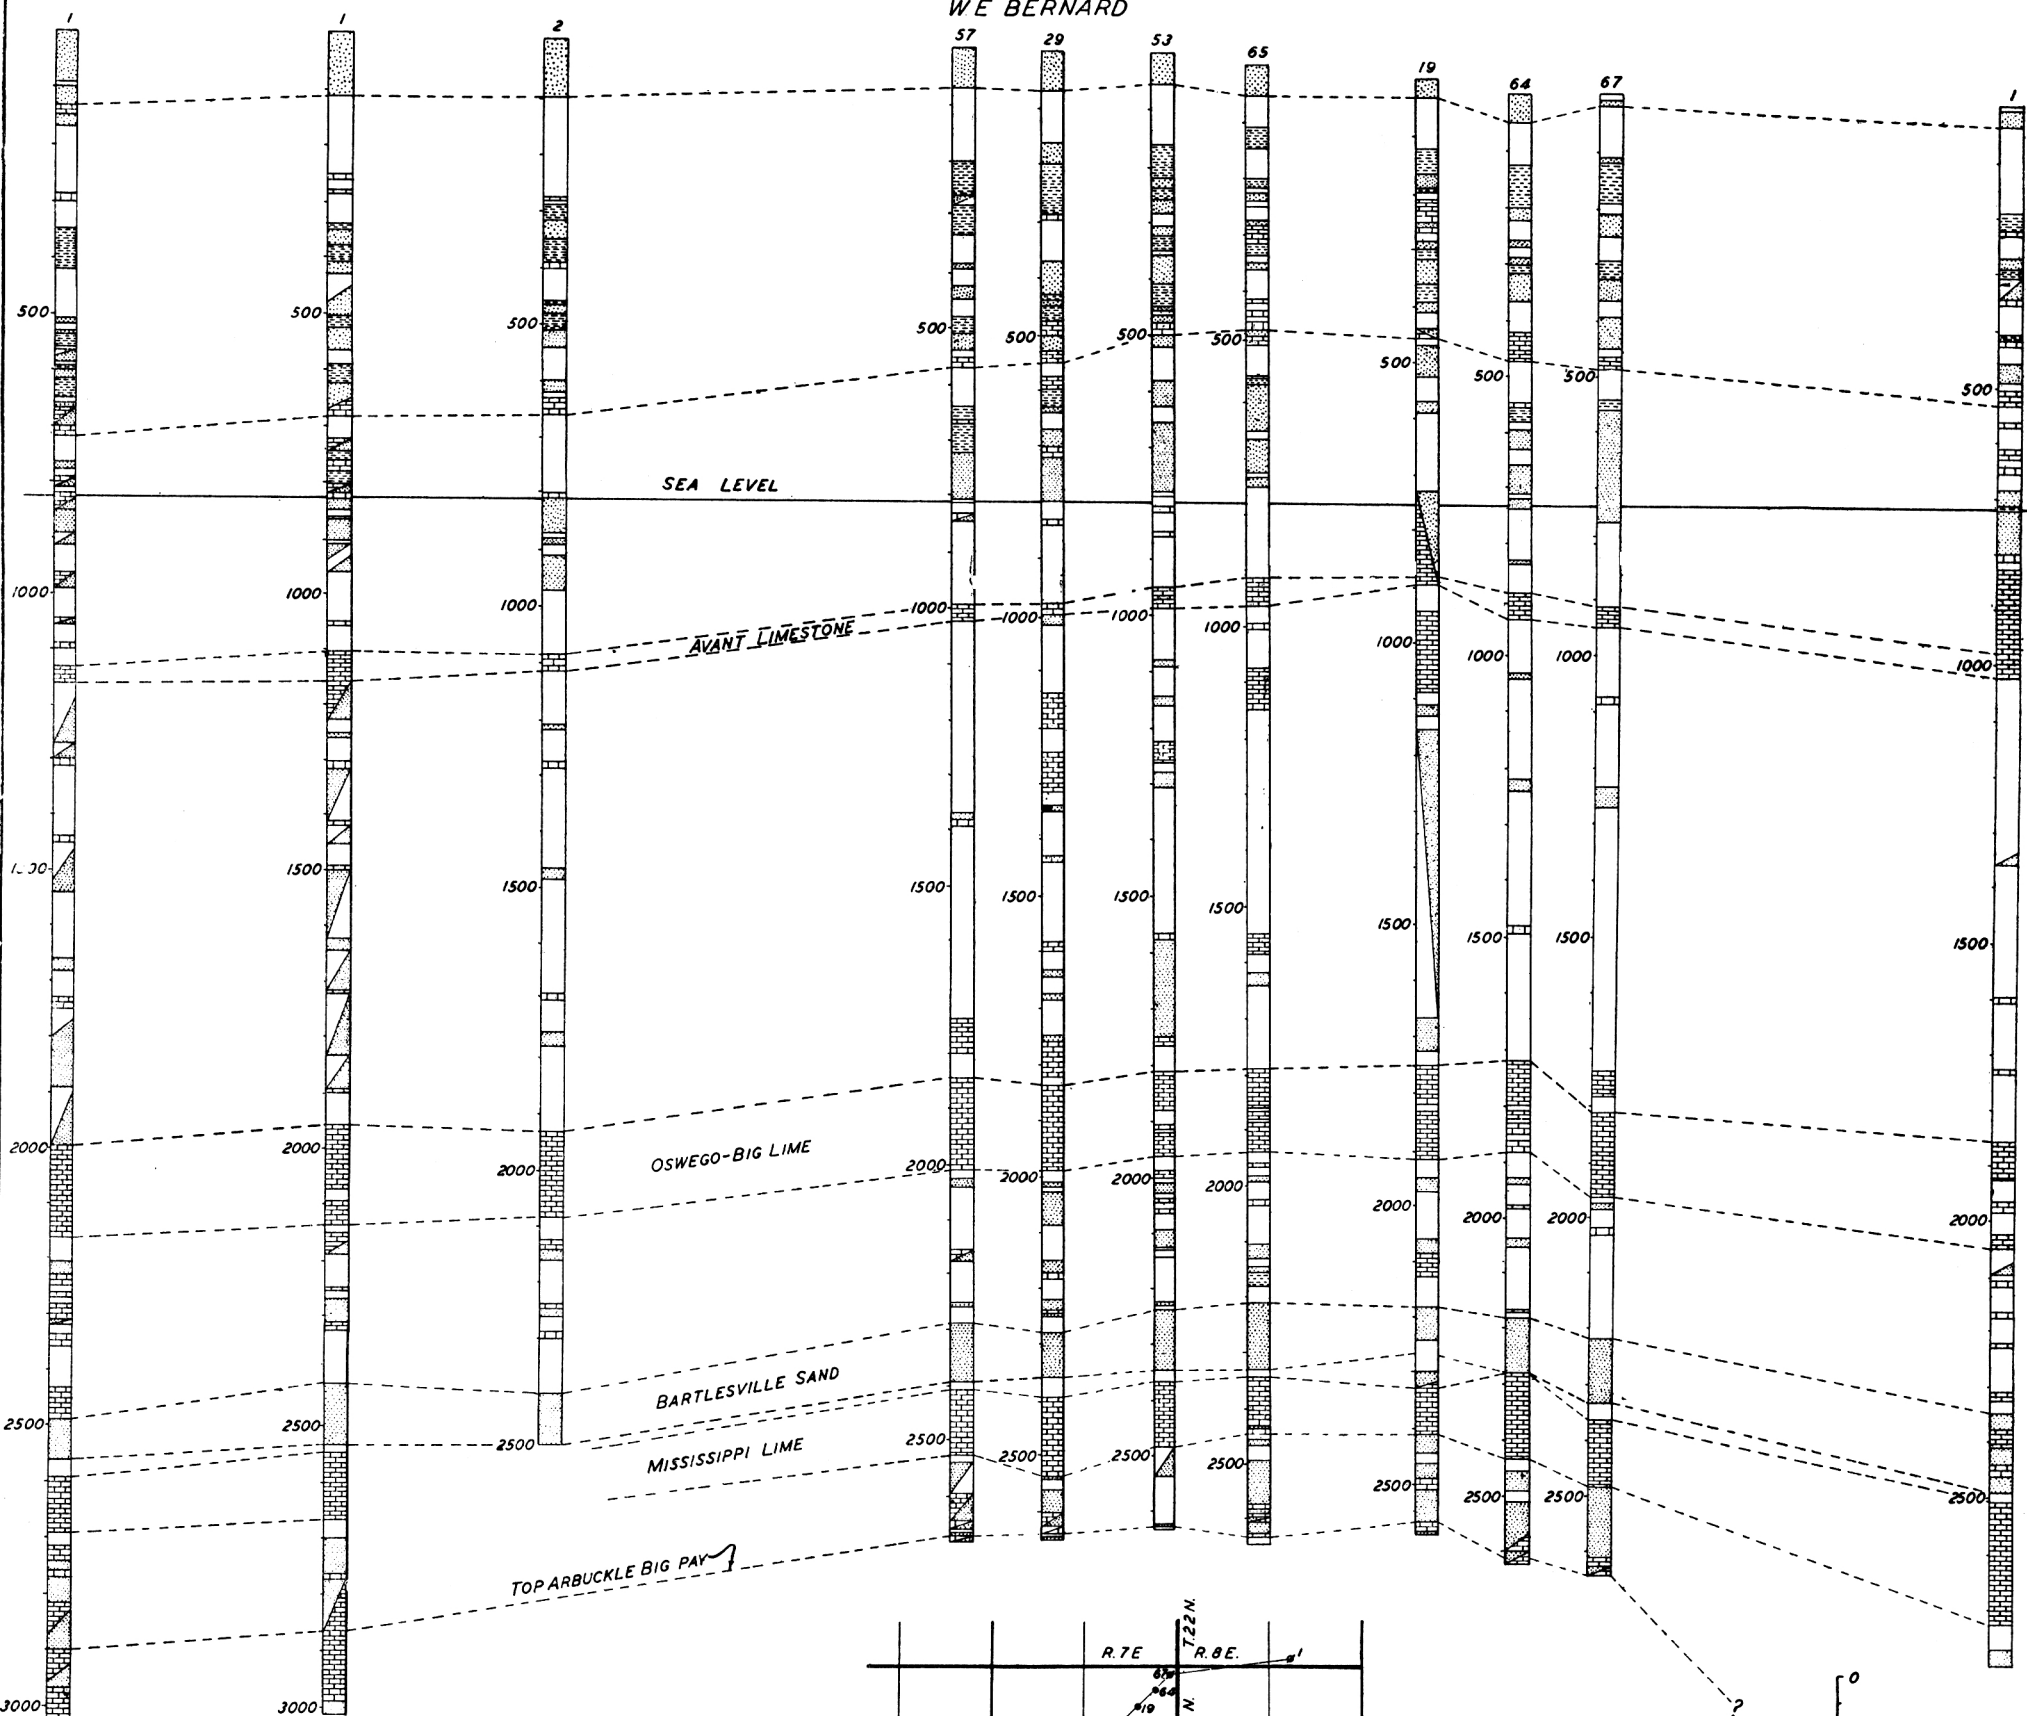 W.E BERNARD
1 1 2 57 29 53 65 19 64 67 1
500 500 500 500 500 500 500 500 500 500 500
SEA LEVEL
1000 1000 1000 1000 1000 1000 1000 1000 1000 1000 1000
AVANT LIMESTONE
1500 1500 1500 1500 1500 1500 1500 1500 1500 1500
2000 2000 2000 2000 2000 2000 2000 2000 2000 2000 2000
OSWEGO-BIG LIME
BARTLESVILLE SAND
2500 2500 2500 2500 2500 2500 2500 2500 2500 2500 2500
MISSISSIPPI LIME
TOP ARBUCKLE BIG PAY
3000 3000
T.22N.
R.7E R.8E.
1
67
64
19
N.
0
?